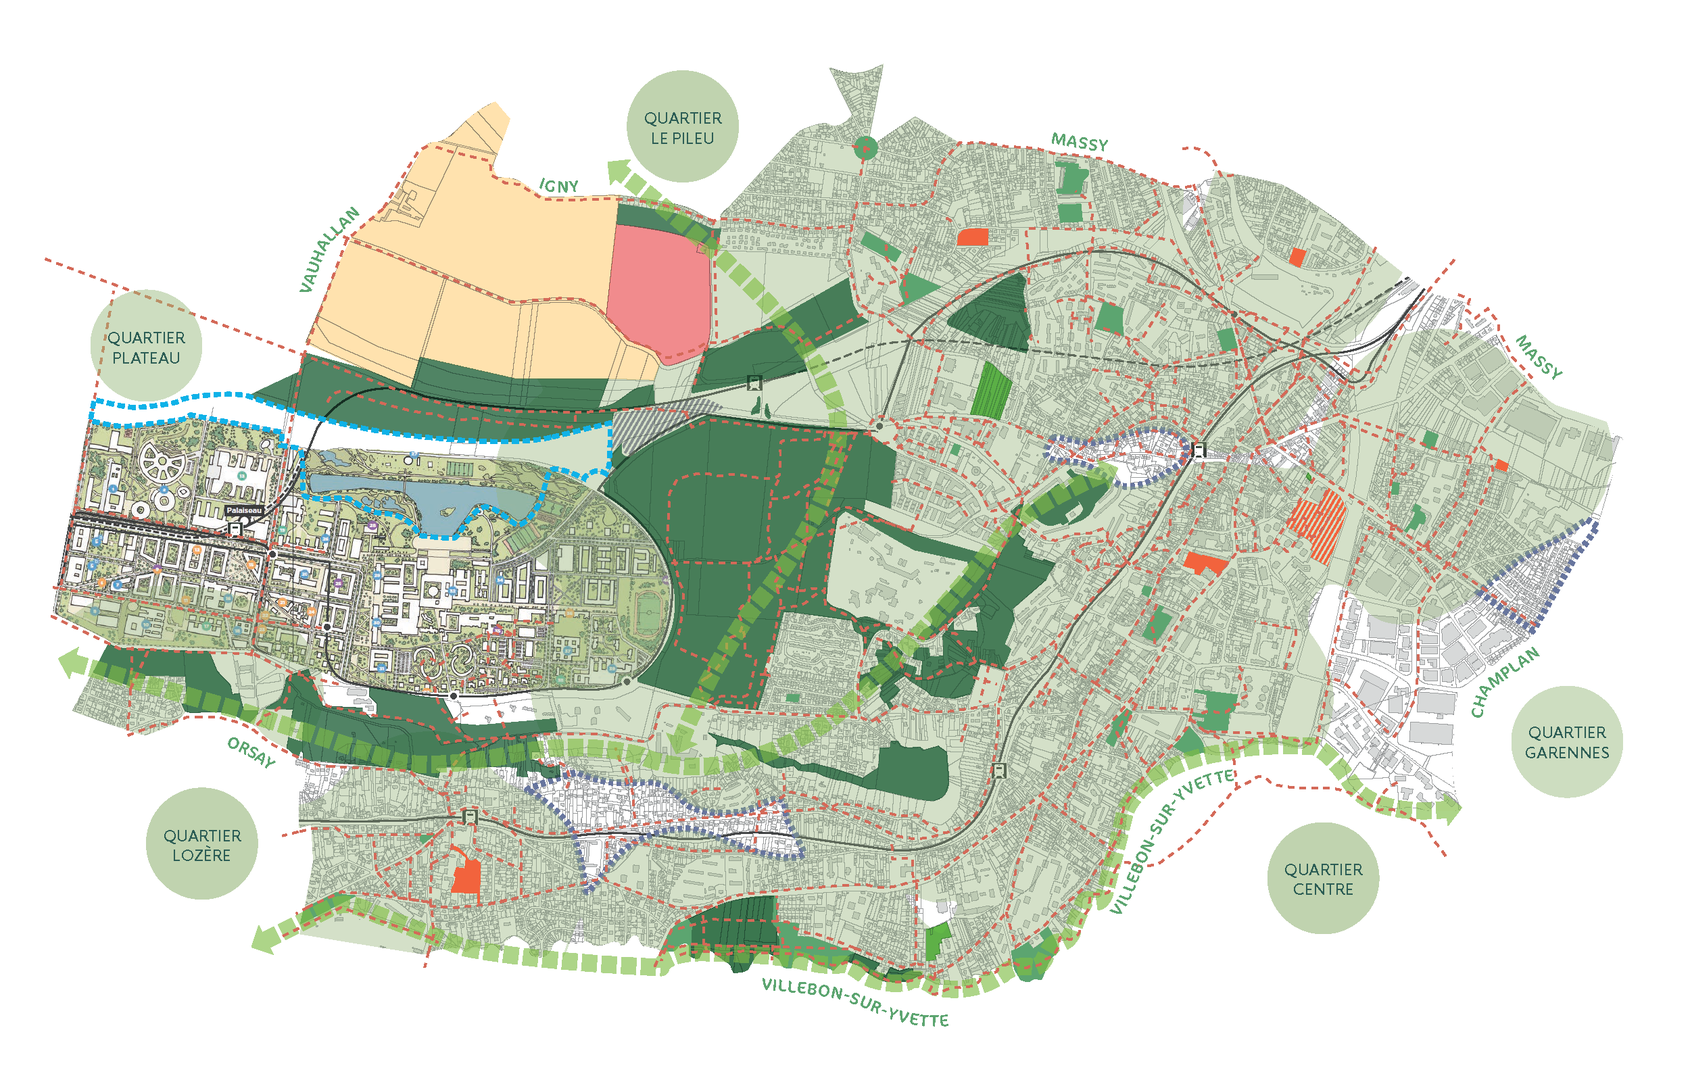 QUARTIER
LE PILEU
MASSY
IGNY
VAUHALLAN
QUARTIER
PLATEAU
MASSY
Palaiseau
CHAMPLAN
QUARTIER
GARENNES
ORSAY
VILLEBON-SUR-YVETTE
QUARTIER
LOZÈRE
QUARTIER
CENTRE
VILLEBON-SUR-YVETTE